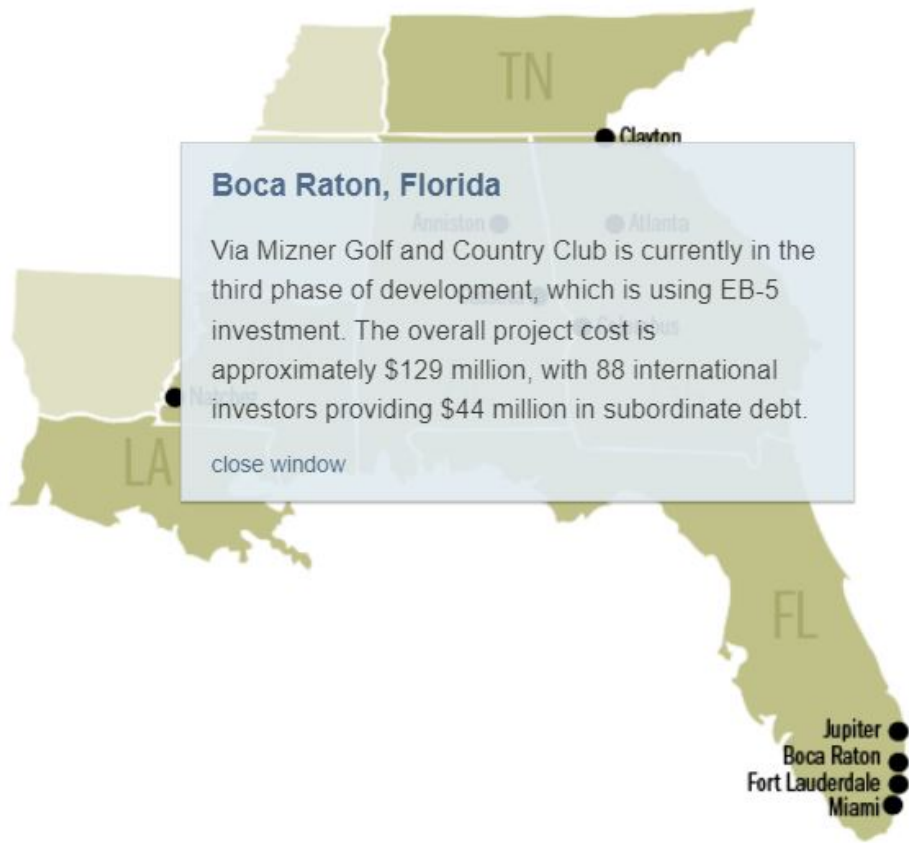 TN
Clayton
Boca Raton, Florida
Anniston
Atlanta
Via Mizner Golf and Country Club is currently in the
third phase of development, which is using EB-5
investment. The overall project cost is
approximately $129 million, with 88 international
investors providing $44 million in subordinate debt.
close window
Columbus
Natchez
LA
FL
Jupiter
Boca Raton
Fort Lauderdale
Miami